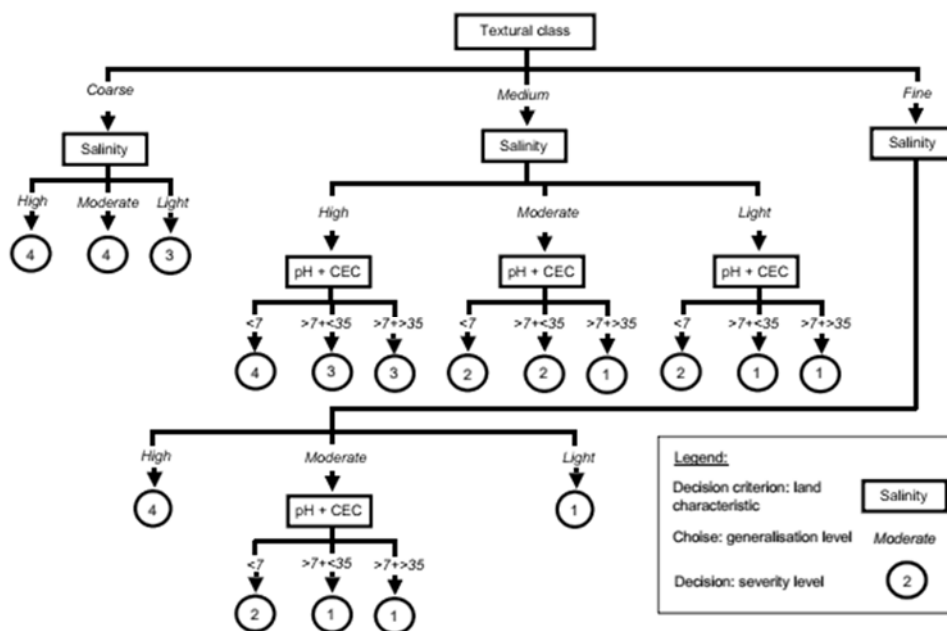 Textural class
Coarse Medium Fine
Salinity Salinity Salinity
High Moderate Light
4 4 3
High Moderate Light
pH + CEC pH + CEC pH + CEC
<7 >7+<35 >7+>35 <7 >7+<35 >7+>35 <7 >7+<35 >7+>35
4 3 3 2 2 1 2 1 1
High Moderate Light
4 1
pH + CEC
<7 >7+<35 >7+>35
2 1 1
Legend:
Decision criterion: land
characteristic
Salinity
Choise: generalisation level Moderate
Decision: severity level 2